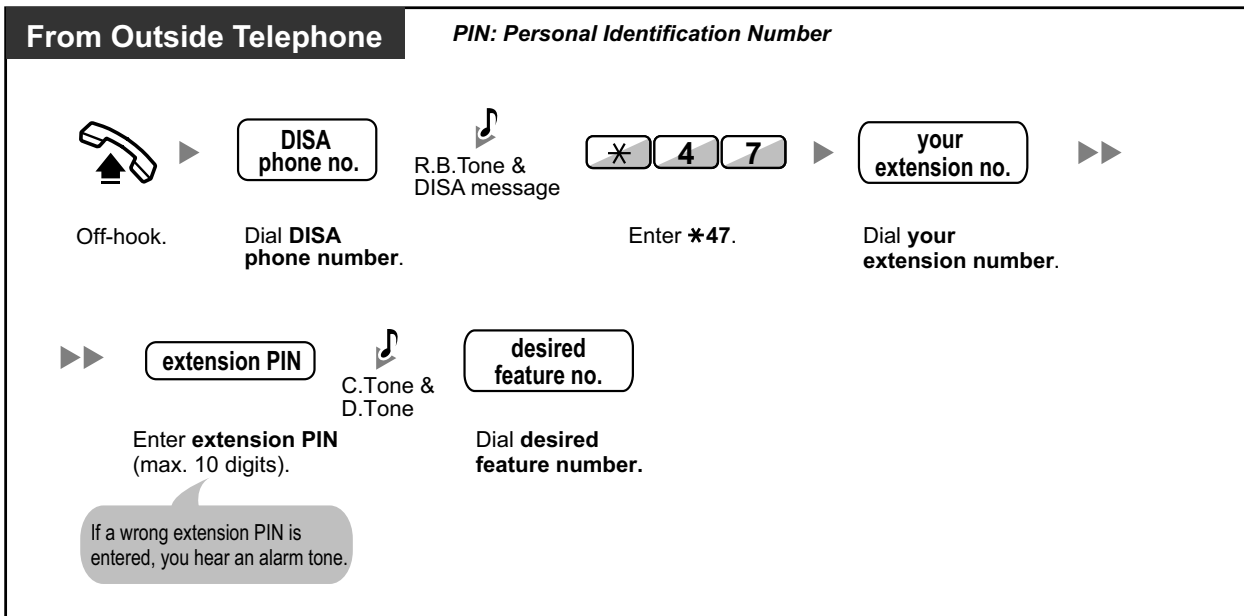 From Outside Telephone
PIN: Personal Identification Number
DISA
phone no.
R.B.Tone &
DISA message
* 4 7
your
extension no.
Off-hook.
Dial DISA
phone number.
Enter *47.
Dial your
extension number.
extension PIN
C.Tone &
D.Tone
desired
feature no.
Enter extension PIN
(max. 10 digits).
Dial desired
feature number.
If a wrong extension PIN is
entered, you hear an alarm tone.